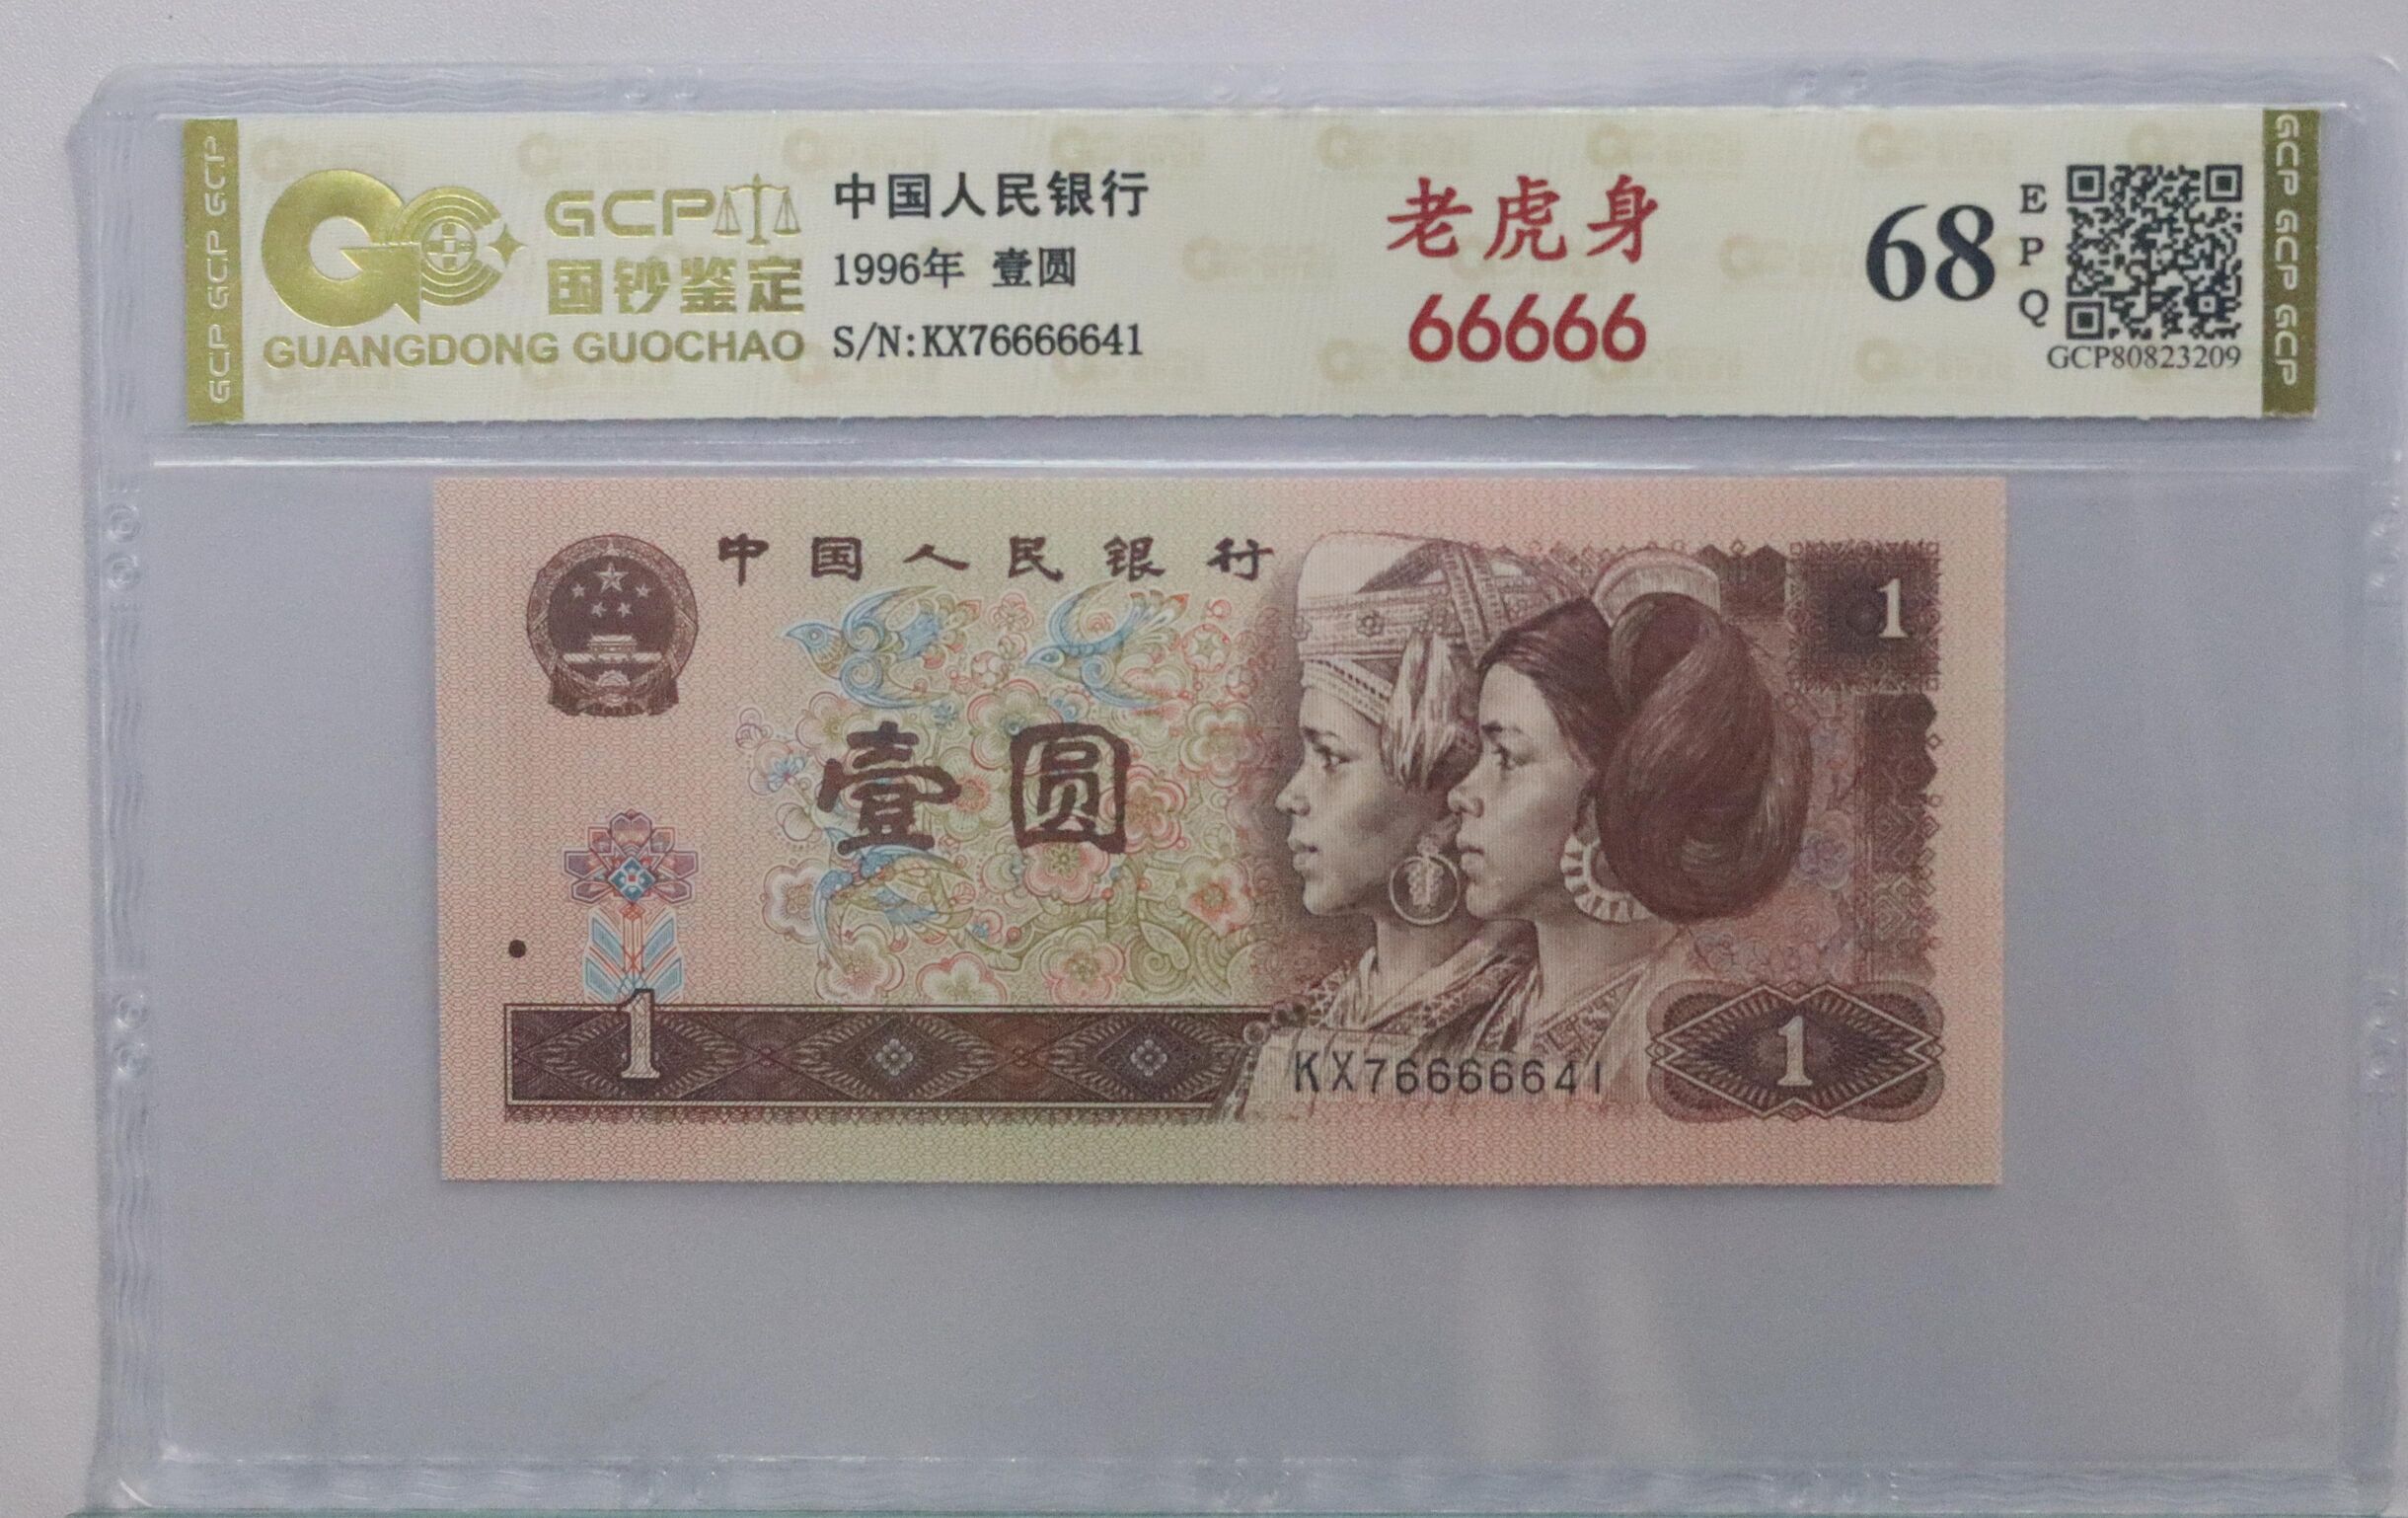 GCP GCP GCP
GCP
国钞鉴定
GUANGDONG GUOCHAO
中国人民银行
1996年 壹圆
S/N:KX76666641
老虎身
66666
68
E
P
Q
GCP80823209
GCP GCP GCP
中国人民银行
1
壹圆
1
KX76666641
1